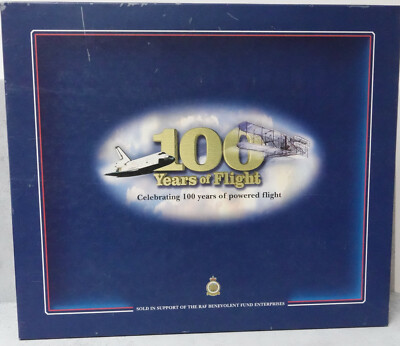 100
Years of Flight
Celebrating 100 years of powered flight
SOLD IN SUPPORT OF THE RAF BENEVOLENT FUND ENTERPRISES